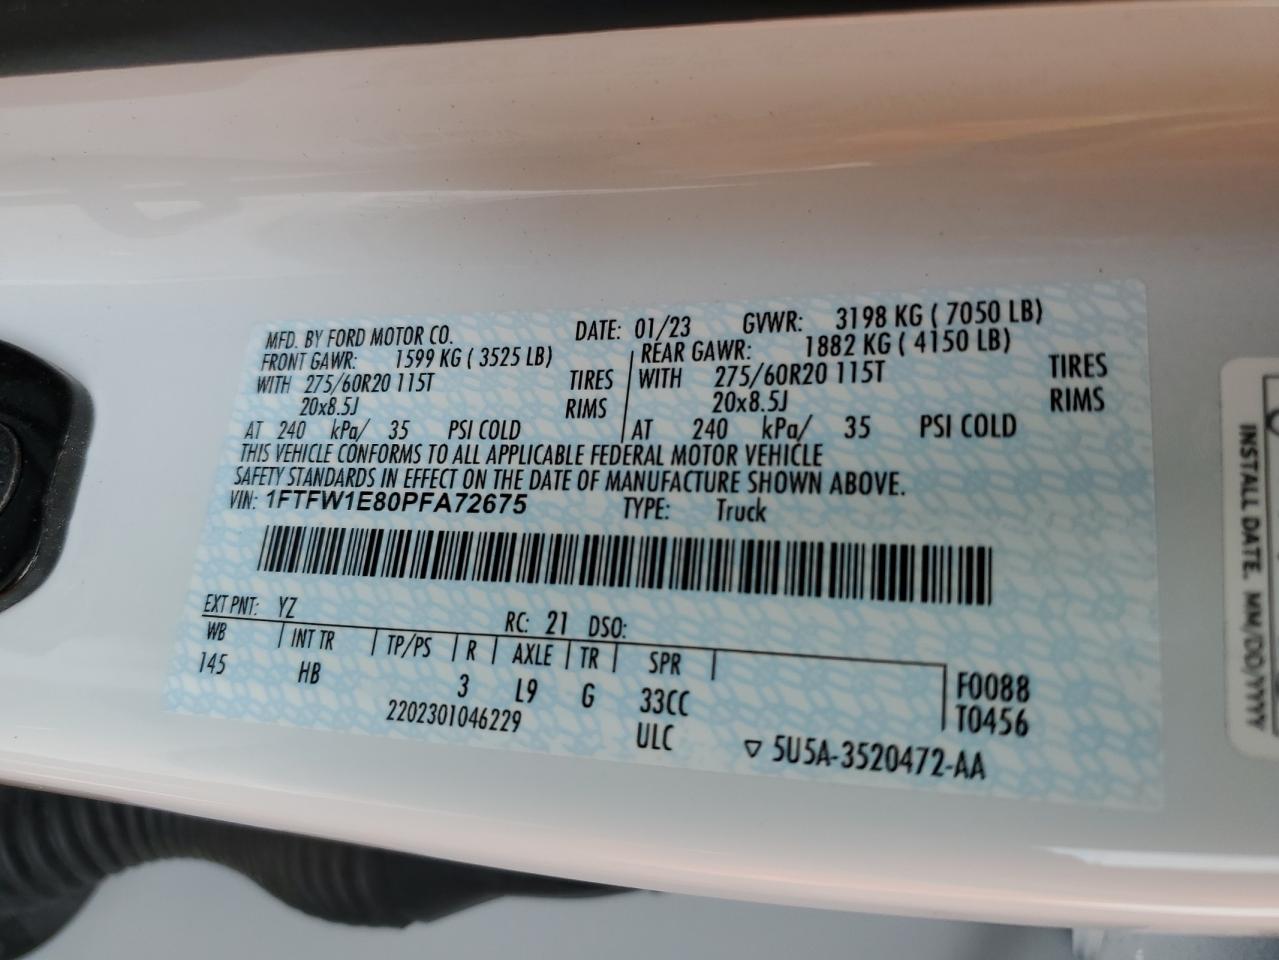 MFD. BY FORD MOTOR CO. DATE: 01/23 GVWR: 3198 KG ( 7050 LB)
FRONT GAWR: 1599 KG ( 3525 LB) REAR GAWR: 1882 KG ( 4150 LB)
WITH 275/60R20 115T TIRES WITH 275/60R20 115T TIRES
20x8.5J RIMS 20x8.5J RIMS
AT 240 kPa/ 35 PSI COLD AT 240 kPa/ 35 PSI COLD
THIS VEHICLE CONFORMS TO ALL APPLICABLE FEDERAL MOTOR VEHICLE
SAFETY STANDARDS IN EFFECT ON THE DATE OF MANUFACTURE SHOWN ABOVE.
VIN: 1FTFW1E80PFA72675 TYPE: Truck
EXT PNT: YZ RC: 21 DSO:
WB INT TR TP/PS R AXLE TR SPR
145 HB 3 L9 G 33CC F0088
2202301046229 ULC T0456
▽ 5U5A-3520472-AA
INSTALL DATE. MM/DD/YYYY